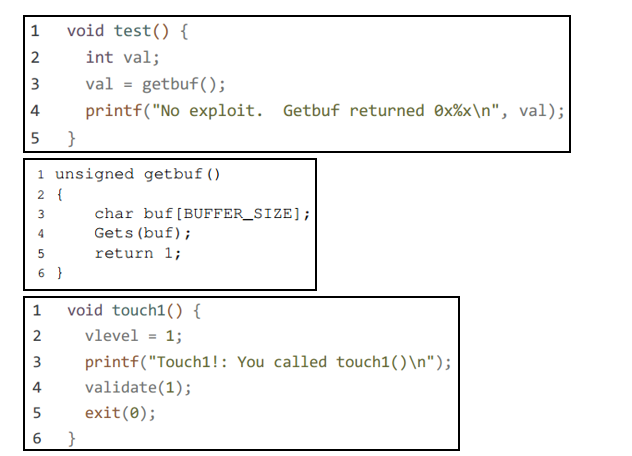 1 void test() {
2 int val;
3 val = getbuf();
4 printf("No exploit. Getbuf returned 0x%x\n", val);
5 }
1 unsigned getbuf()
2 {
3 char buf[BUFFER_SIZE];
4 Gets(buf);
5 return 1;
6 }
1 void touch1() {
2 vlevel = 1;
3 printf("Touch1!: You called touch1()\n");
4 validate(1);
5 exit(0);
6 }